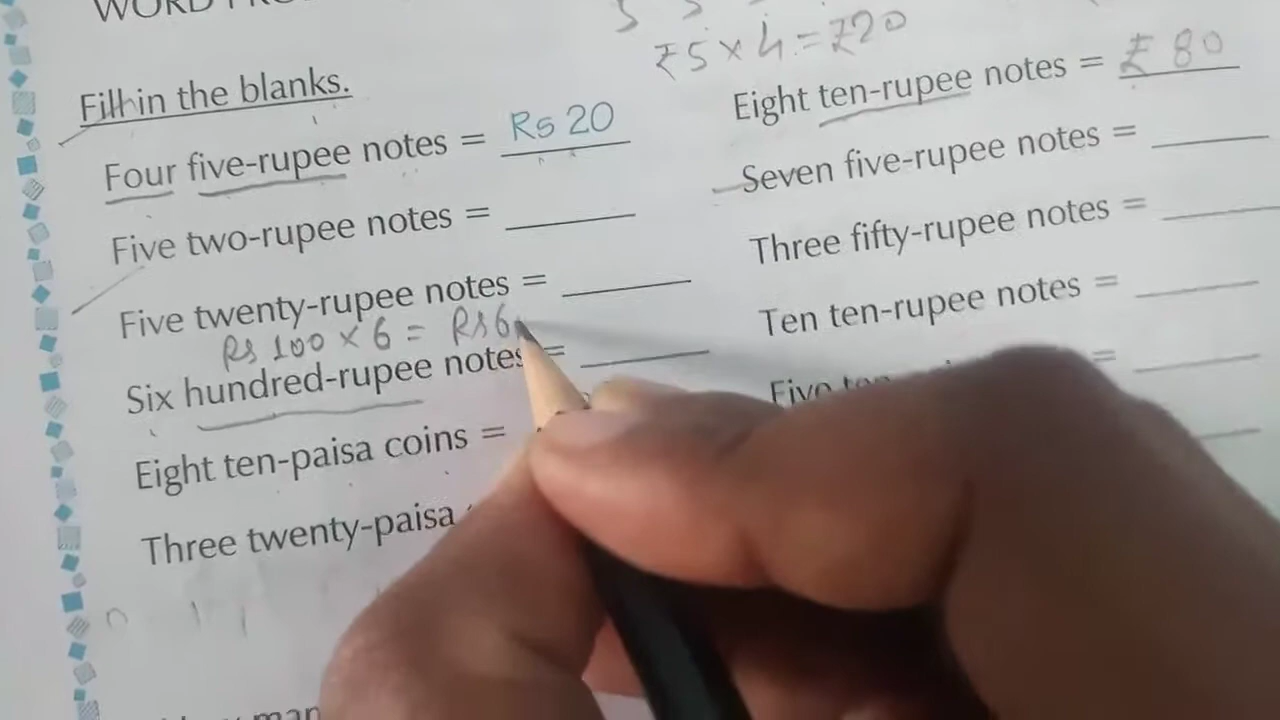 WORD
Fill in the blanks.
Four five-rupee notes = Rs 20
Five two-rupee notes = 
Five twenty-rupee notes = 
Rs 100 × 6 = Rs 6
Six hundred-rupee notes = 
Eight ten-paisa coins = 
Three twenty-paisa
₹5 × 4 = ₹20
Eight ten-rupee notes = ₹ 80
Seven five-rupee notes = 
Three fifty-rupee notes = 
Ten ten-rupee notes = 
Five ten